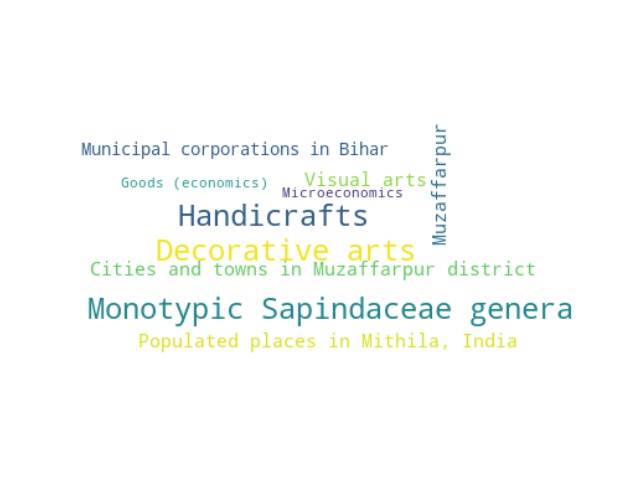 Municipal corporations in Bihar
Muzaffarpur
Goods (economics)
Visual arts
Microeconomics
Handicrafts
Decorative arts
Cities and towns in Muzaffarpur district
Monotypic Sapindaceae genera
Populated places in Mithila, India